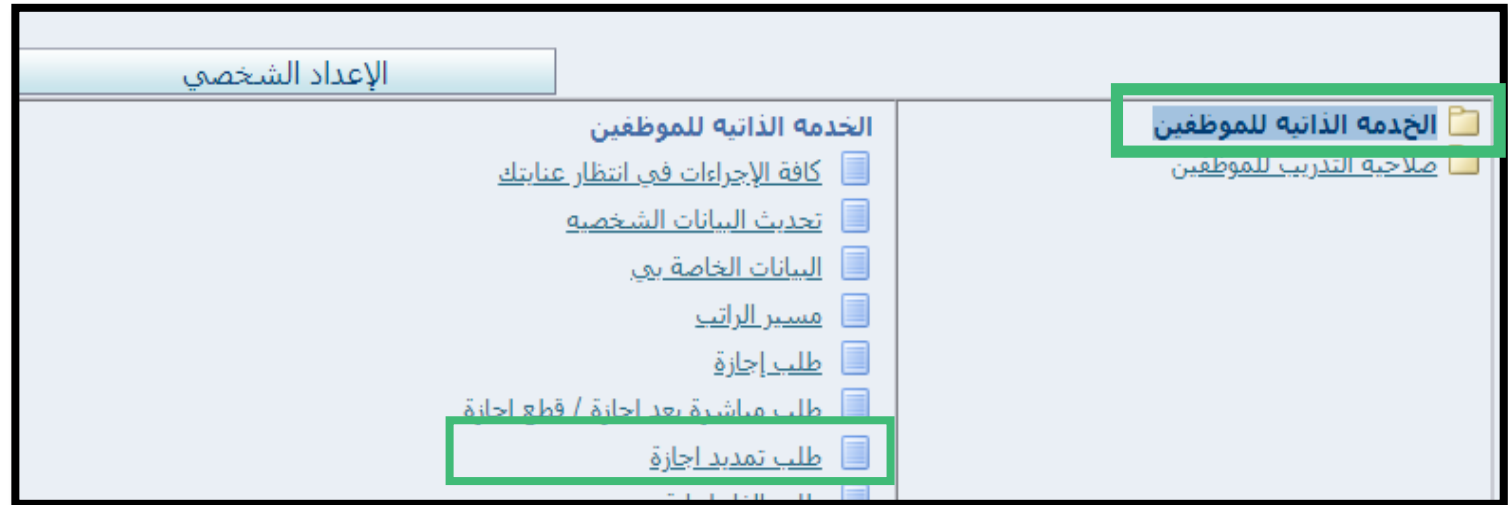 الإعداد الشخصي
الخدمه الذاتيه للموظفين
صلاحية التدريب للموظفين
الخدمه الذاتيه للموظفين
كافة الإجراءات في انتظار عنايتك
تحديث البيانات الشخصيه
البيانات الخاصة بي
مسير الراتب
طلب إجازة
طلب مباشرة بعد اجازة / قطع اجازة
طلب تمديد اجازة